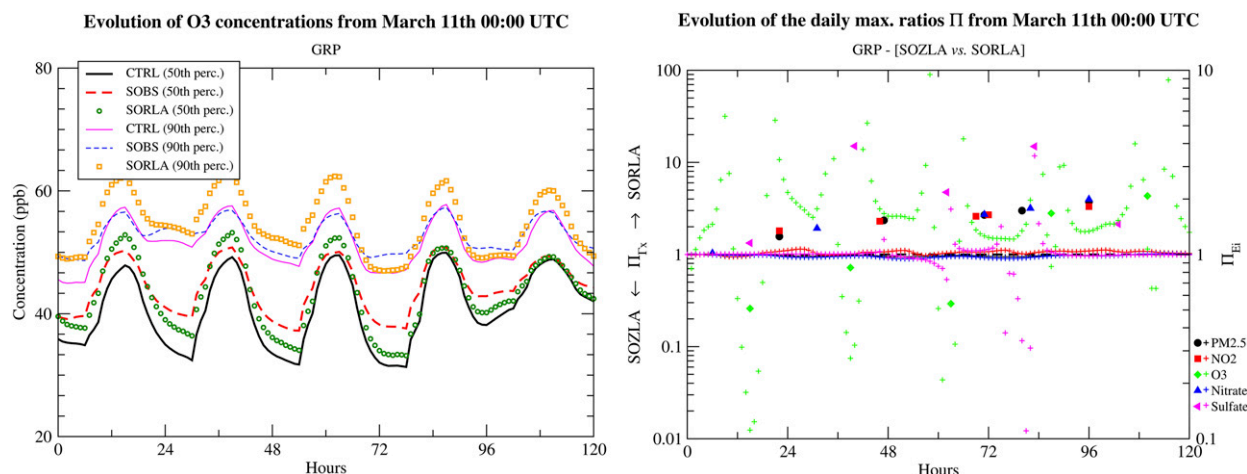 Evolution of O3 concentrations from March 11th 00:00 UTC
GRP
80
60
40
20
Concentration (ppb)
CTRL (50th perc.)
SOBS (50th perc.)
SORLA (50th perc.)
CTRL (90th perc.)
SOBS (90th perc.)
SORLA (90th perc.)
0 24 48 72 96 120
Hours
Evolution of the daily max. ratios Π from March 11th 00:00 UTC
GRP - [SOZLA vs. SORLA]
100
10
1
0.1
0.01
SOZLA ← Π_Tx → SORLA
10
1
0.1
Π_Ei
PM2.5
NO2
O3
Nitrate
Sulfate
0 24 48 72 96 120
Hours